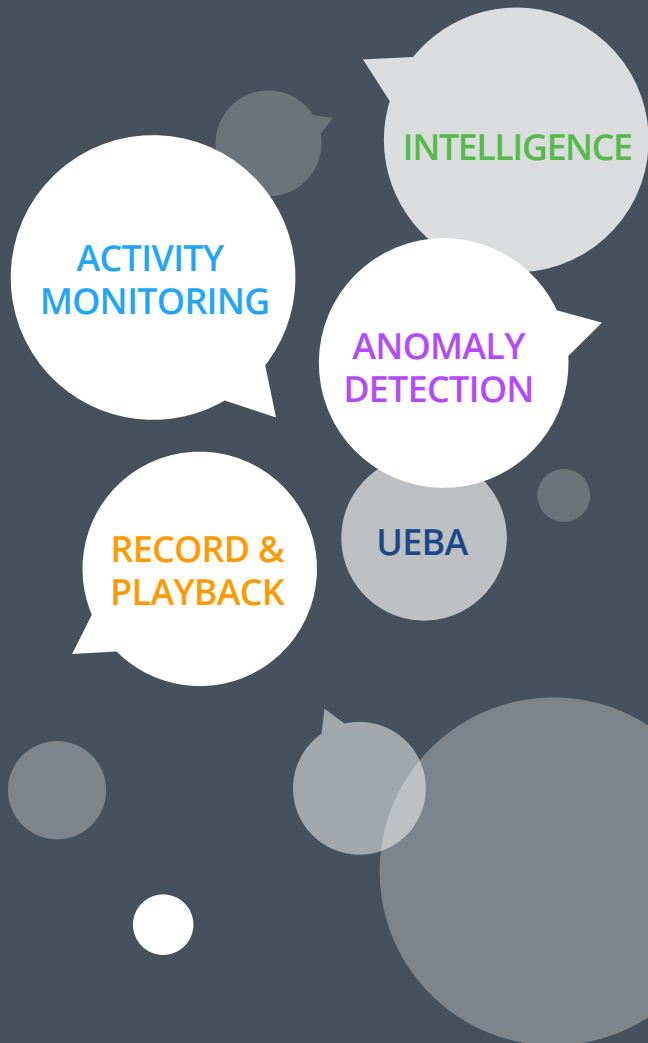 INTELLIGENCE
ACTIVITY
MONITORING
ANOMALY
DETECTION
RECORD &
PLAYBACK
UEBA